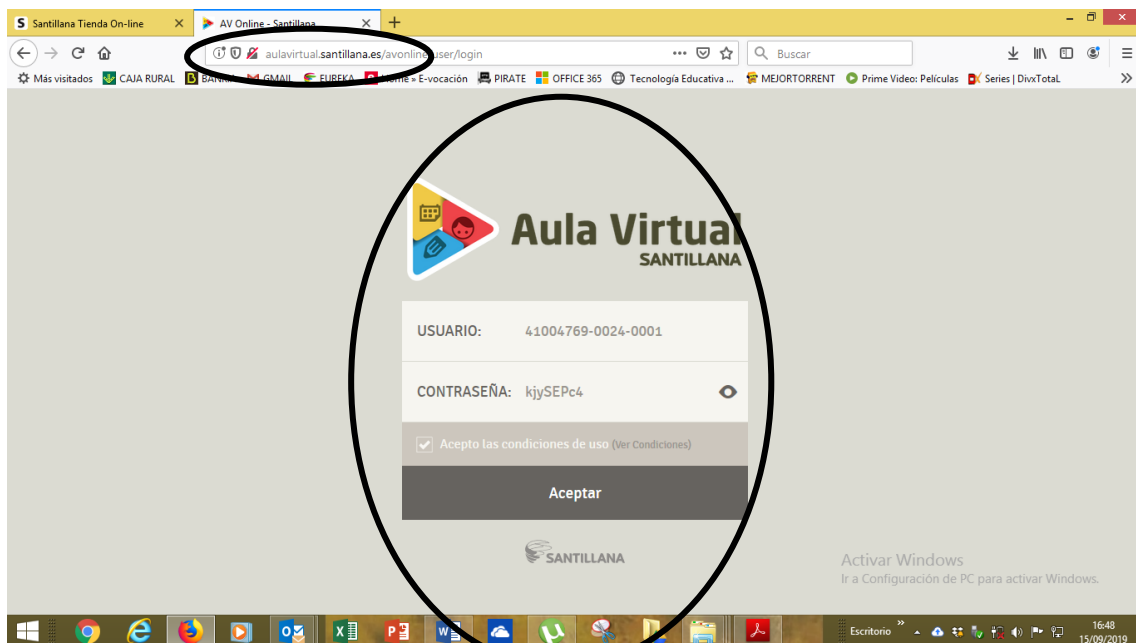 S Santillana Tienda On-line
AV Online - Santillana
aulavirtual.santillana.es/avonline/user/login
Buscar
Más visitados CAJA RURAL GMAIL EUREKA » E-vocación PIRATE OFFICE 365 Tecnología Educativa ... MEJORTORRENT Prime Video: Películas Series | DivxTotaL
Aula Virtual
SANTILLANA
USUARIO: 41004769-0024-0001
CONTRASEÑA: kjySEPc4
Acepto las condiciones de uso (Ver Condiciones)
Aceptar
SANTILLANA
Activar Windows
Ir a Configuración de PC para activar Windows.
Escritorio
16:48
15/09/2019